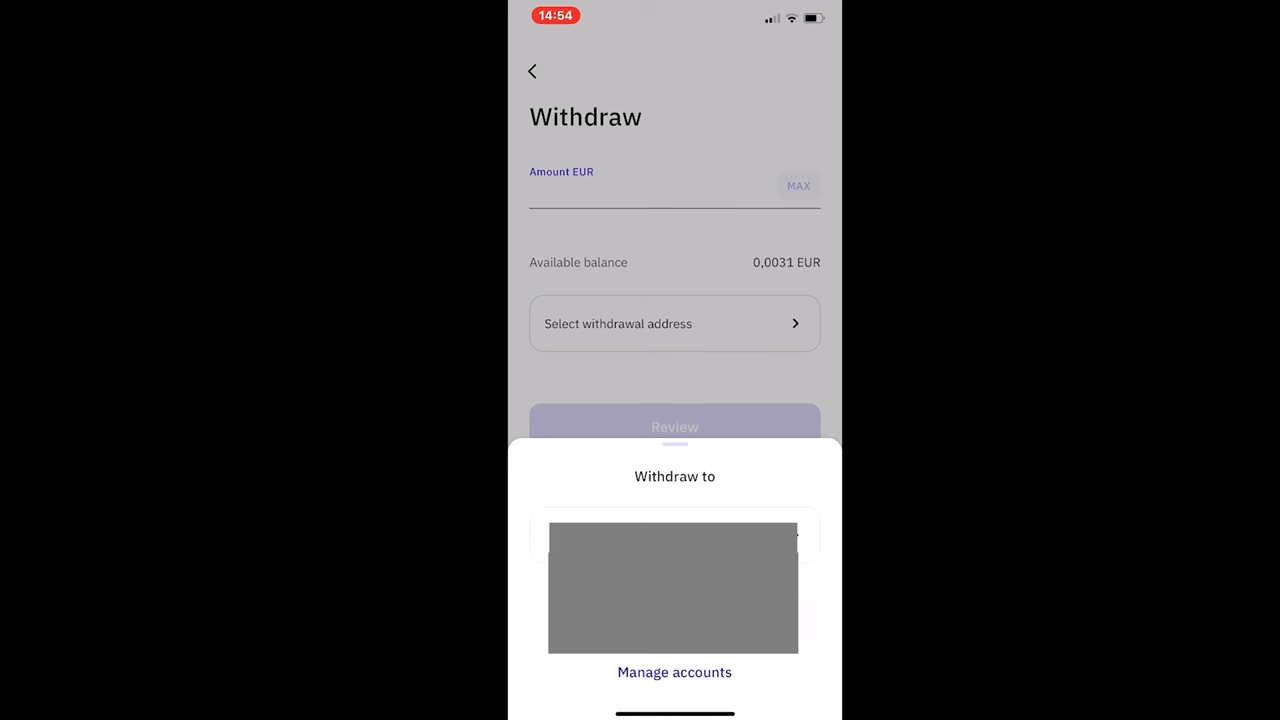 14:54
Withdraw
Amount EUR
MAX
Available balance 0,0031 EUR
Select withdrawal address
Review
Withdraw to
Manage accounts